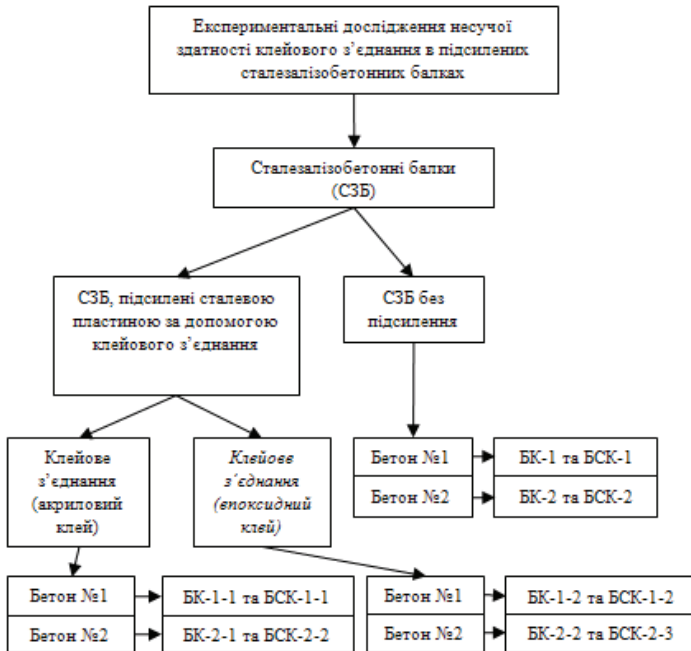 Експериментальні дослідження несучої
здатності клейового з’єднання в підсилених
сталезалізобетонних балках
Сталезалізобетонні балки
(СЗБ)
СЗБ, підсилені сталевою
пластиною за допомогою
клейового з’єднання
СЗБ без
підсилення
Клейове
з’єднання
(акриловий
клей)
Клейове
з´єднання
(епоксидний
клей)
Бетон №1
БК-1 та БСК-1
Бетон №2
БК-2 та БСК-2
Бетон №1
БК-1-1 та БСК-1-1
Бетон №2
БК-2-1 та БСК-2-2
Бетон №1
БК-1-2 та БСК-1-2
Бетон №2
БК-2-2 та БСК-2-3